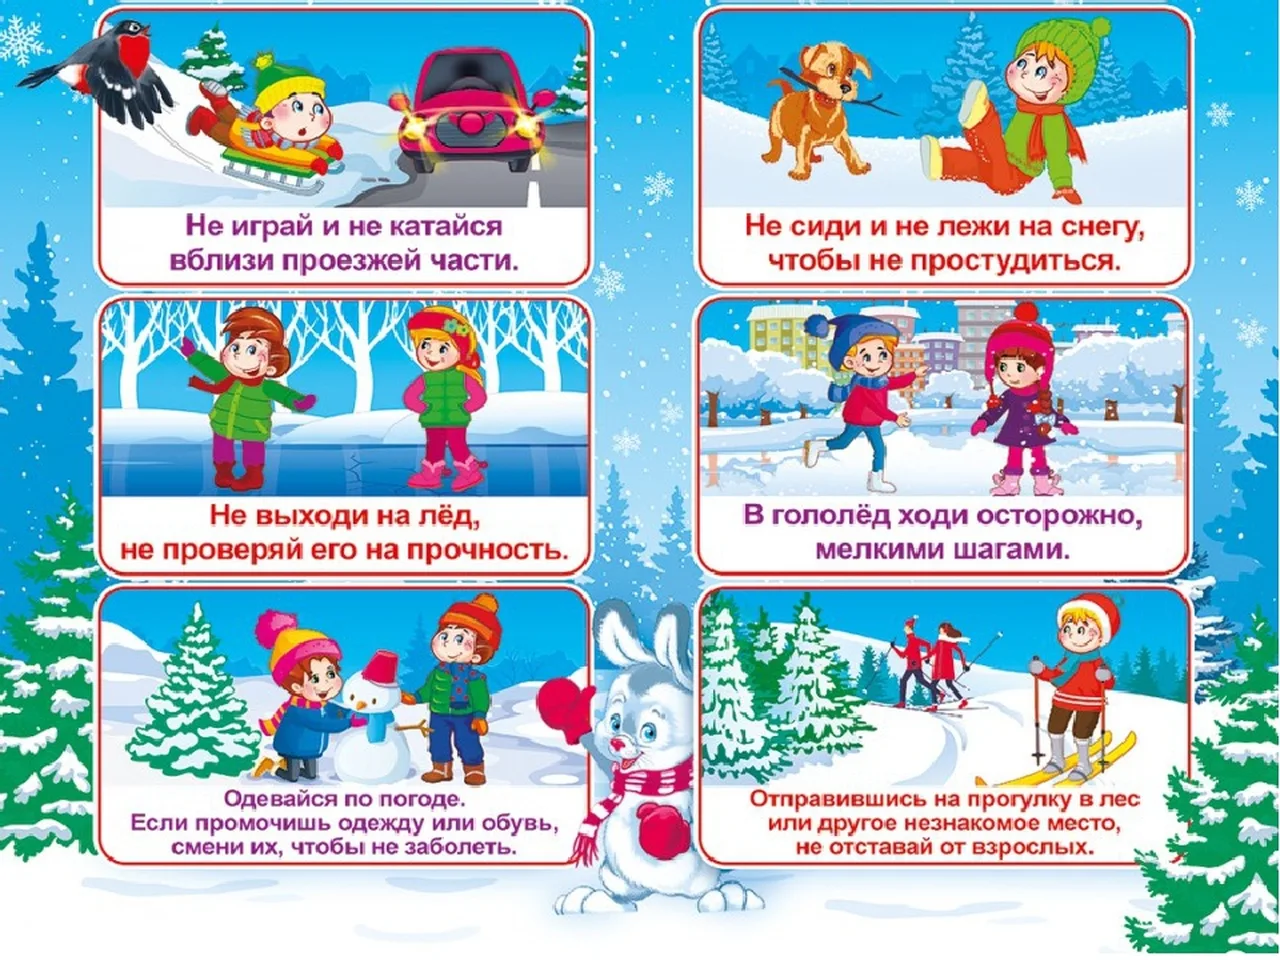 Не играй и не катайся
вблизи проезжей части.
Не сиди и не лежи на снегу,
чтобы не простудиться.
Не выходи на лёд,
не проверяй его на прочность.
В гололёд ходи осторожно,
мелкими шагами.
Одевайся по погоде.
Если промочишь одежду или обувь,
смени их, чтобы не заболеть.
Отправившись на прогулку в лес
или другое незнакомое место,
не отставай от взрослых.